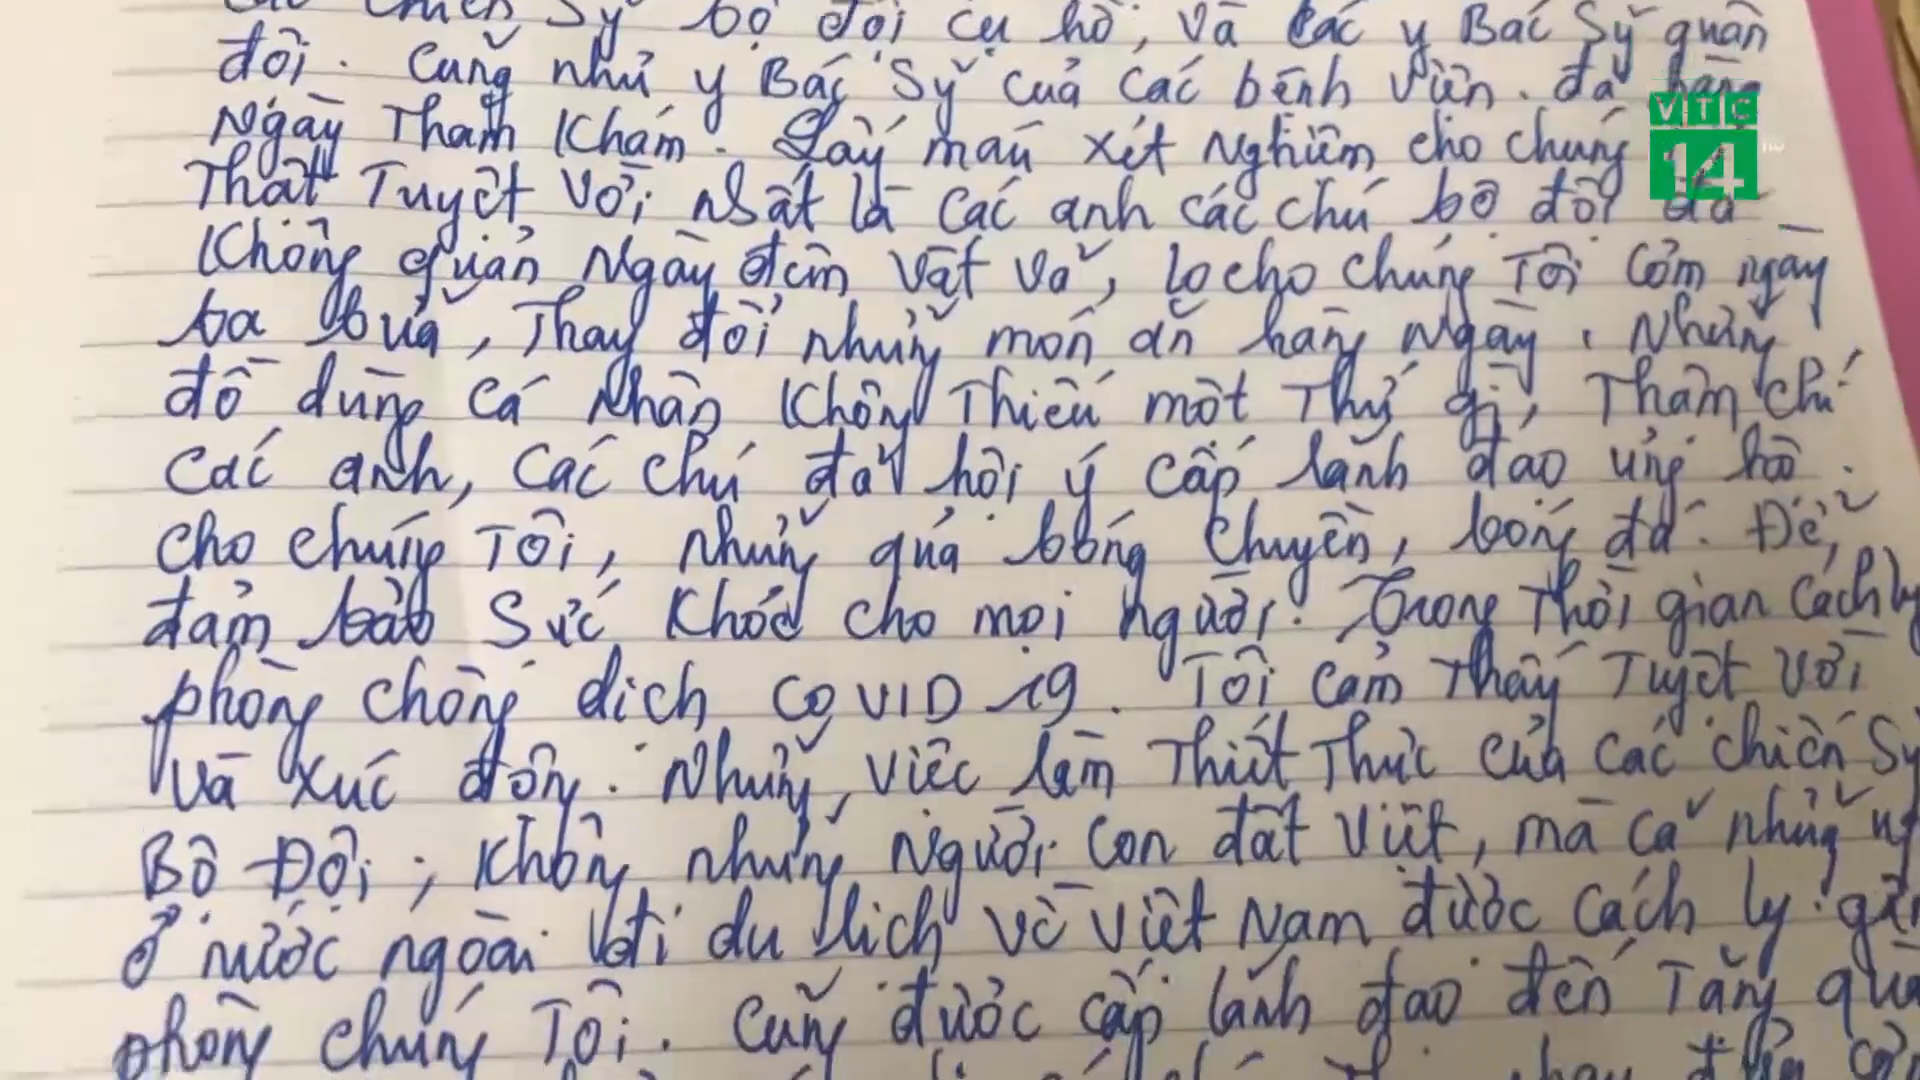 các chiến sỹ bộ đội cụ hồ, và các y Bác Sỹ quân
đội. Cũng như y Bác Sỹ của các bệnh viện. đã hàng
Ngày Thăm Khám. Lấy máu xét nghiệm cho chúng
Thật Tuyệt Vời, nhất là các anh các chú bộ đội đã
Không quản Ngày đêm Vất Vả, lo cho chúng Tôi Cơm ngày
ba bữa, Thay đổi những món ăn hàng Ngày, Những
đồ dùng cá nhân Không Thiếu một Thứ gì, Thậm chí
Các anh, các chú đã hội ý cấp lãnh đạo ủng hộ.
cho chúng Tôi, những quả bóng chuyền, bóng đá. Để,
đảm bảo Sức Khỏe cho mọi người. Trong Thời gian Cách ly
phòng chống dịch COVID 19. Tôi Cảm Thấy Tuyệt Vời
và xúc động. Những, việc làm Thiết Thực của các chiến Sỹ
Bộ Đội; Không những Người Con đất Việt, mà cả những
ở nước ngoài đi du lịch về Việt Nam được cách ly. gần
phòng chúng Tôi. Cũng được cấp lãnh đạo đến Tặng quà
VTC
14